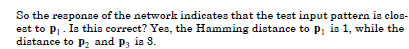 So the response of the network indicates that the test input pattern is clos-
est to p₁. Is this correct? Yes, the Hamming distance to p₁ is 1, while the
distance to p₂ and p₃ is 3.